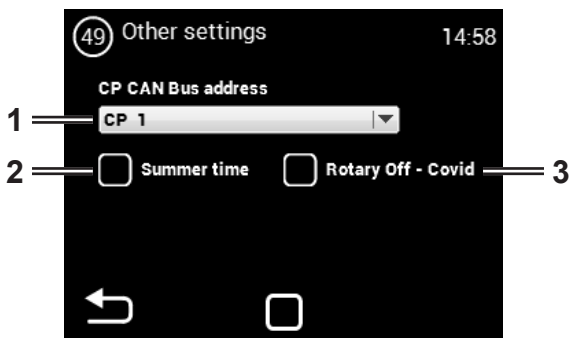 49 Other settings 14:58
CP CAN Bus address
1 CP 1
2 Summer time Rotary Off - Covid 3